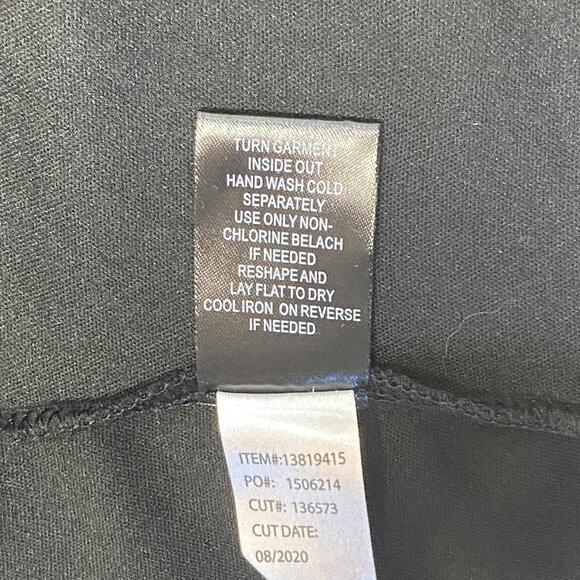 TURN GARMENT
INSIDE OUT
HAND WASH COLD
SEPARATELY
USE ONLY NON-
CHLORINE BELACH
IF NEEDED
RESHAPE AND
LAY FLAT TO DRY
COOL IRON ON REVERSE
IF NEEDED
ITEM#:13819415
PO#: 1506214
CUT#: 136573
CUT DATE:
08/2020